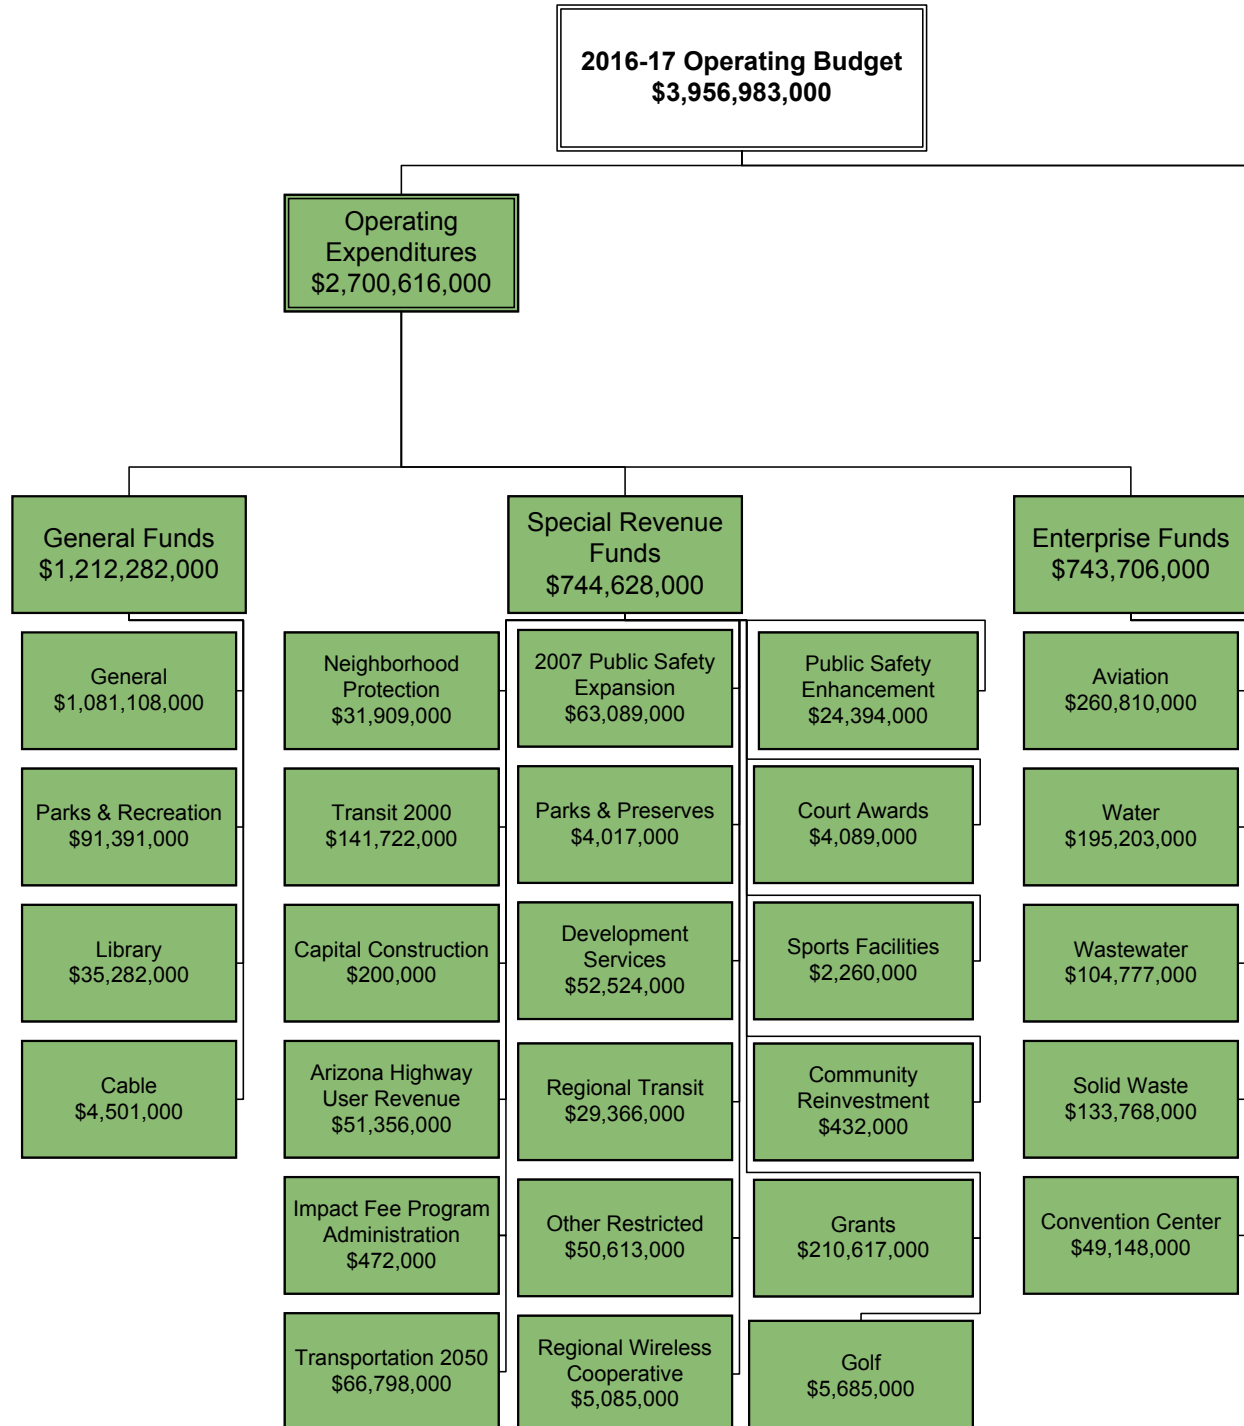 2016-17 Operating Budget
$3,956,983,000
Operating
Expenditures
$2,700,616,000
General Funds
$1,212,282,000
Special Revenue
Funds
$744,628,000
Enterprise Funds
$743,706,000
General
$1,081,108,000
Parks & Recreation
$91,391,000
Library
$35,282,000
Cable
$4,501,000
Neighborhood
Protection
$31,909,000
Transit 2000
$141,722,000
Capital Construction
$200,000
Arizona Highway
User Revenue
$51,356,000
Impact Fee Program
Administration
$472,000
Transportation 2050
$66,798,000
2007 Public Safety
Expansion
$63,089,000
Parks & Preserves
$4,017,000
Development
Services
$52,524,000
Regional Transit
$29,366,000
Other Restricted
$50,613,000
Regional Wireless
Cooperative
$5,085,000
Public Safety
Enhancement
$24,394,000
Court Awards
$4,089,000
Sports Facilities
$2,260,000
Community
Reinvestment
$432,000
Grants
$210,617,000
Golf
$5,685,000
Aviation
$260,810,000
Water
$195,203,000
Wastewater
$104,777,000
Solid Waste
$133,768,000
Convention Center
$49,148,000